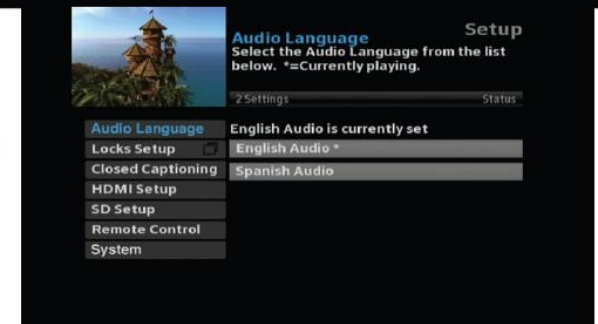 Setup
Audio Language
Select the Audio Language from the list
below. *=Currently playing.
2 Settings Status
Audio Language
Locks Setup
Closed Captioning
HDMI Setup
SD Setup
Remote Control
System
English Audio is currently set
English Audio *
Spanish Audio